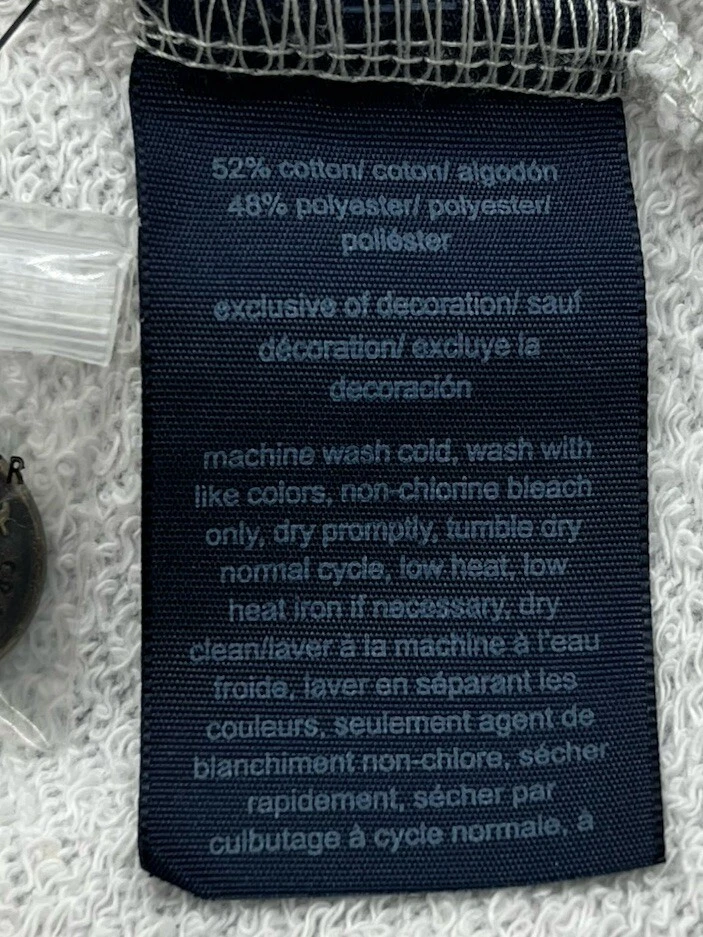 52% cotton/ coton/ algodón
48% polyester/ polyester/
poliéster
exclusive of decoration/ sauf
décoration/ excluye la
decoración
machine wash cold, wash with
like colors, non-chlorine bleach
only, dry promptly, tumble dry
normal cycle, low heat, low
heat iron if necessary, dry
clean/laver à la machine à l'eau
froide, laver en séparant les
couleurs, seulement agent de
blanchiment non-chlore, sécher
rapidement, sécher par
culbutage à cycle normale, à
R